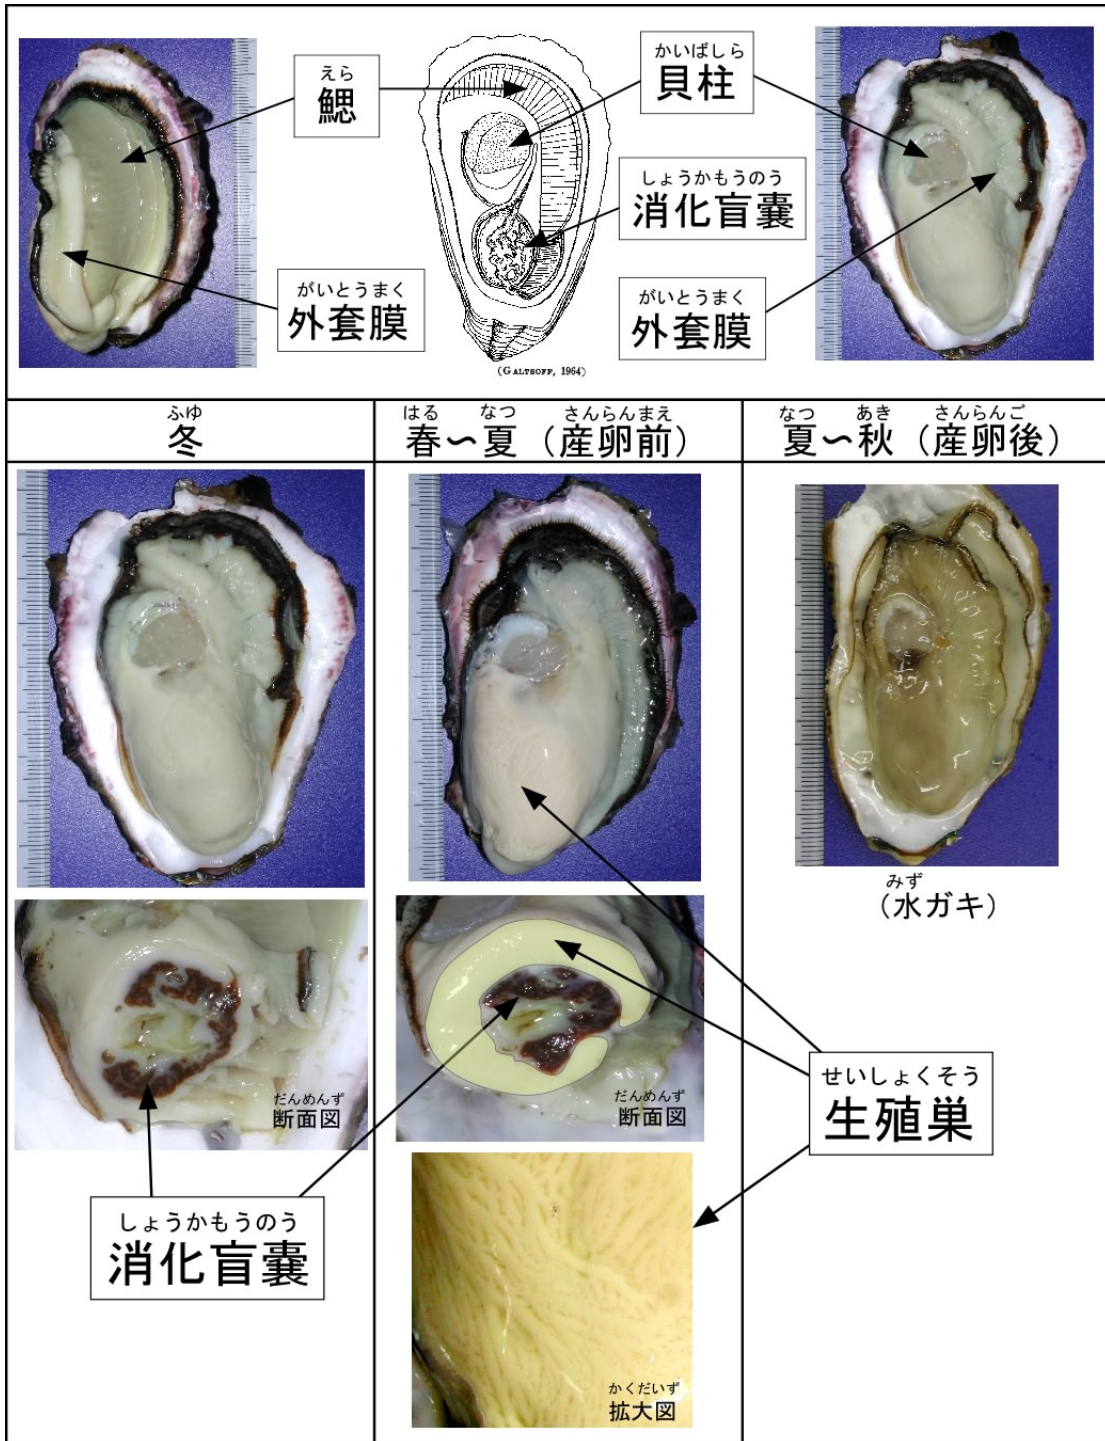 えら
鰓
かいばしら
貝柱
しょうかもうのう
消化盲嚢
がいとうまく
外套膜
がいとうまく
外套膜
(GALTSOFF, 1964)
ふゆ
冬
はる なつ さんらんまえ
春〜夏（産卵前）
なつ あき さんらんご
夏〜秋（産卵後）
みず
（水ガキ）
だんめんず
断面図
だんめんず
断面図
せいしょくそう
生殖巣
しょうかもうのう
消化盲嚢
かくだいず
拡大図